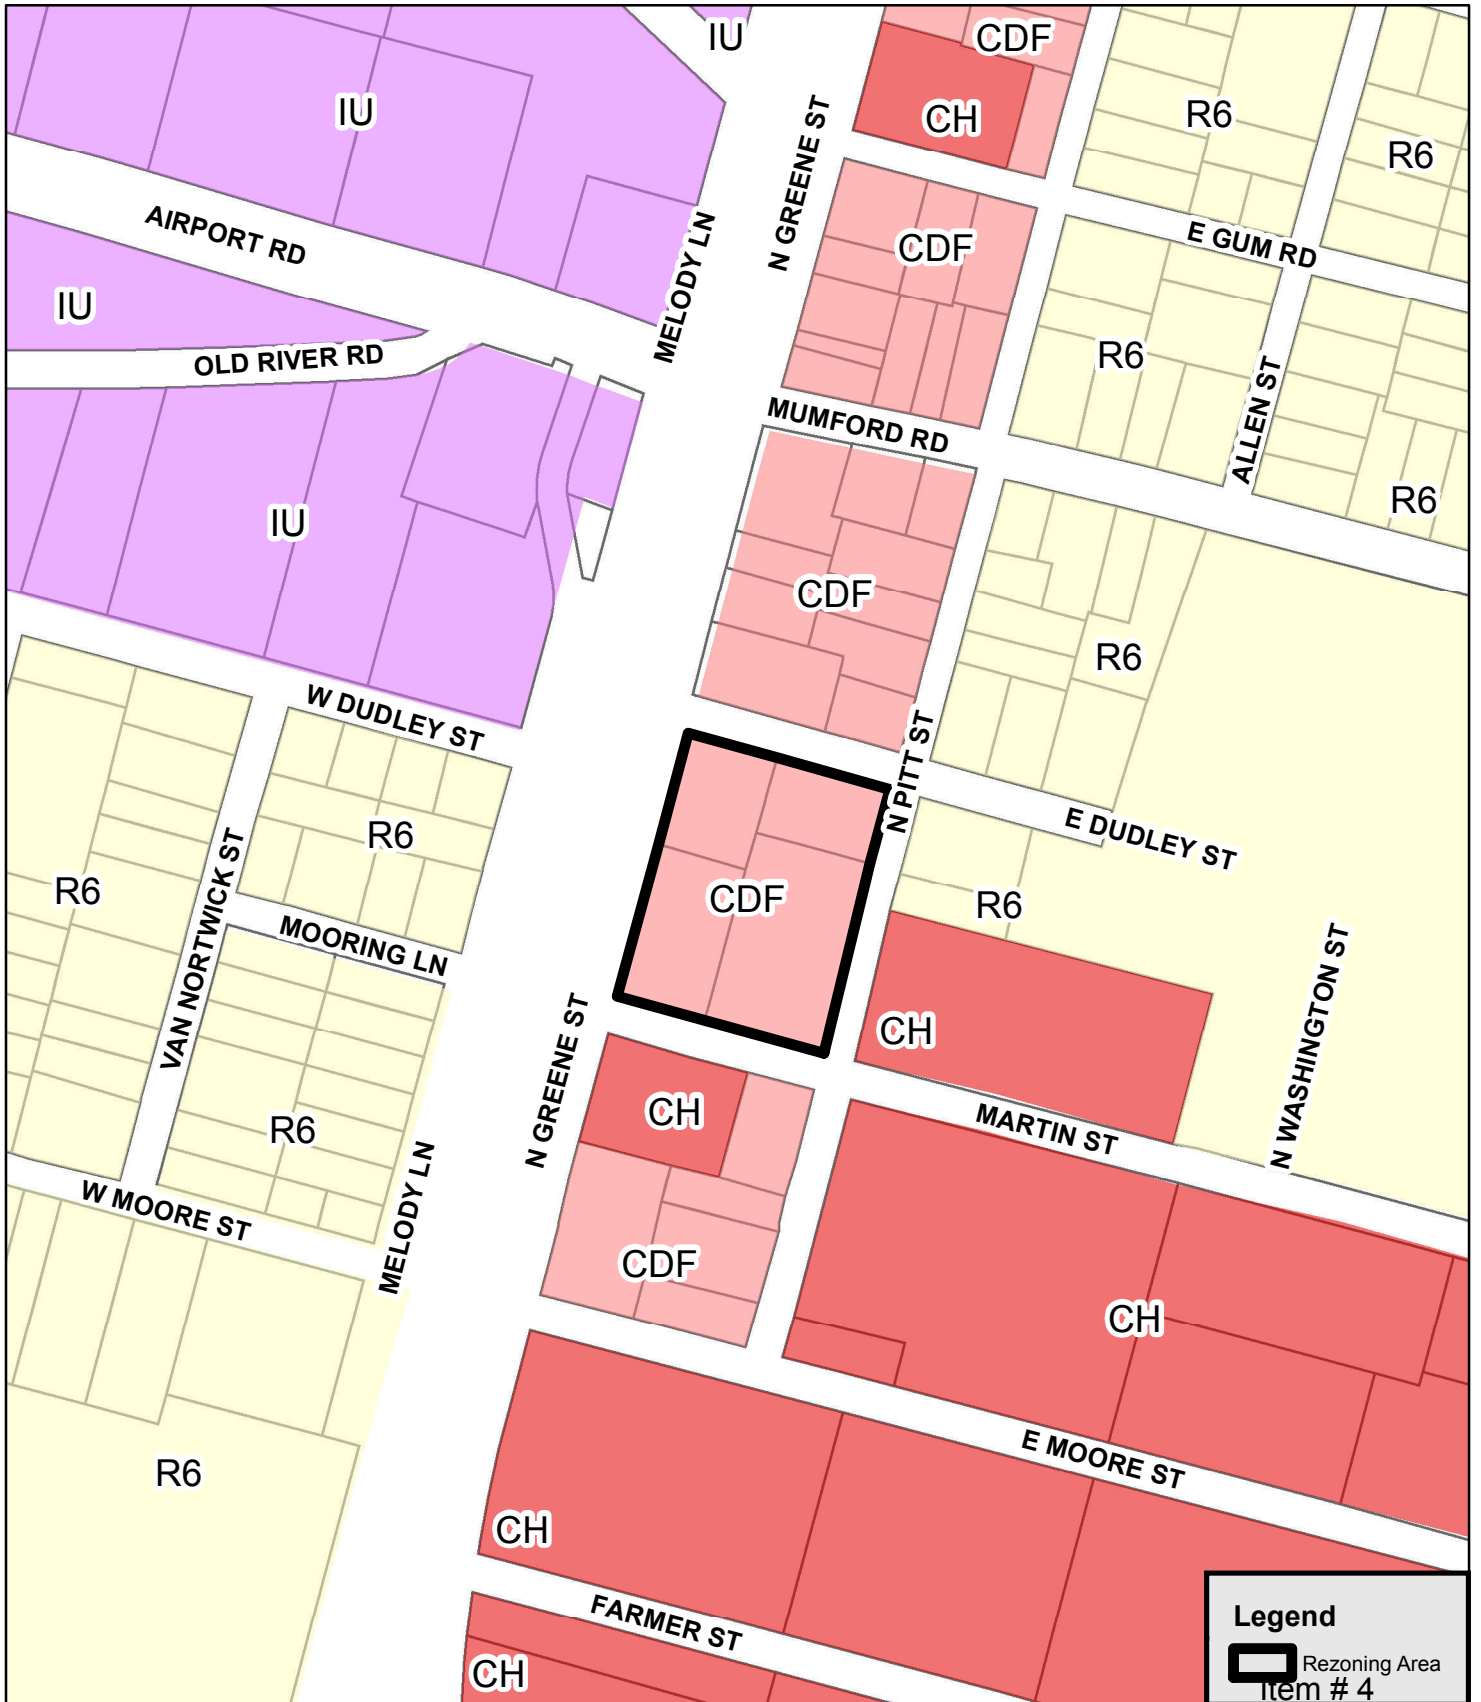 IU
CDF
IU
CH
R6
R6
N GREENE ST
AIRPORT RD
MELODY LN
CDF
E GUM RD
IU
OLD RIVER RD
R6
ALLEN ST
MUMFORD RD
R6
IU
CDF
R6
W DUDLEY ST
N PITT ST
E DUDLEY ST
R6
R6
CDF
R6
VAN NORTWICK ST
MOORING LN
N WASHINGTON ST
CH
N GREENE ST
CH
MARTIN ST
R6
W MOORE ST
MELODY LN
CDF
CH
E MOORE ST
R6
CH
FARMER ST
CH
Legend
Rezoning Area
Item # 4